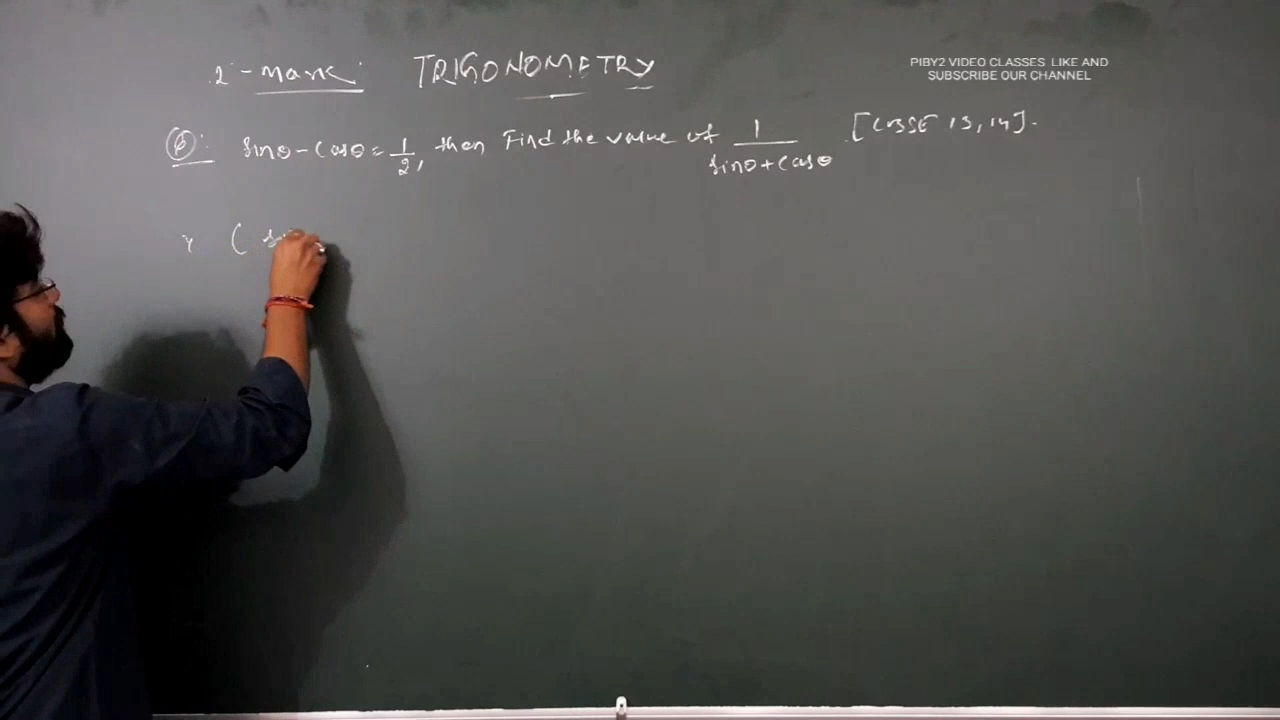 2 - Mark TRIGONOMETRY
PIBY2 VIDEO CLASSES LIKE AND
SUBSCRIBE OUR CHANNEL
6: sinθ - cosθ = 1/2, then Find the value of 1/(sinθ + cosθ) [CBSE 13, 14].
(